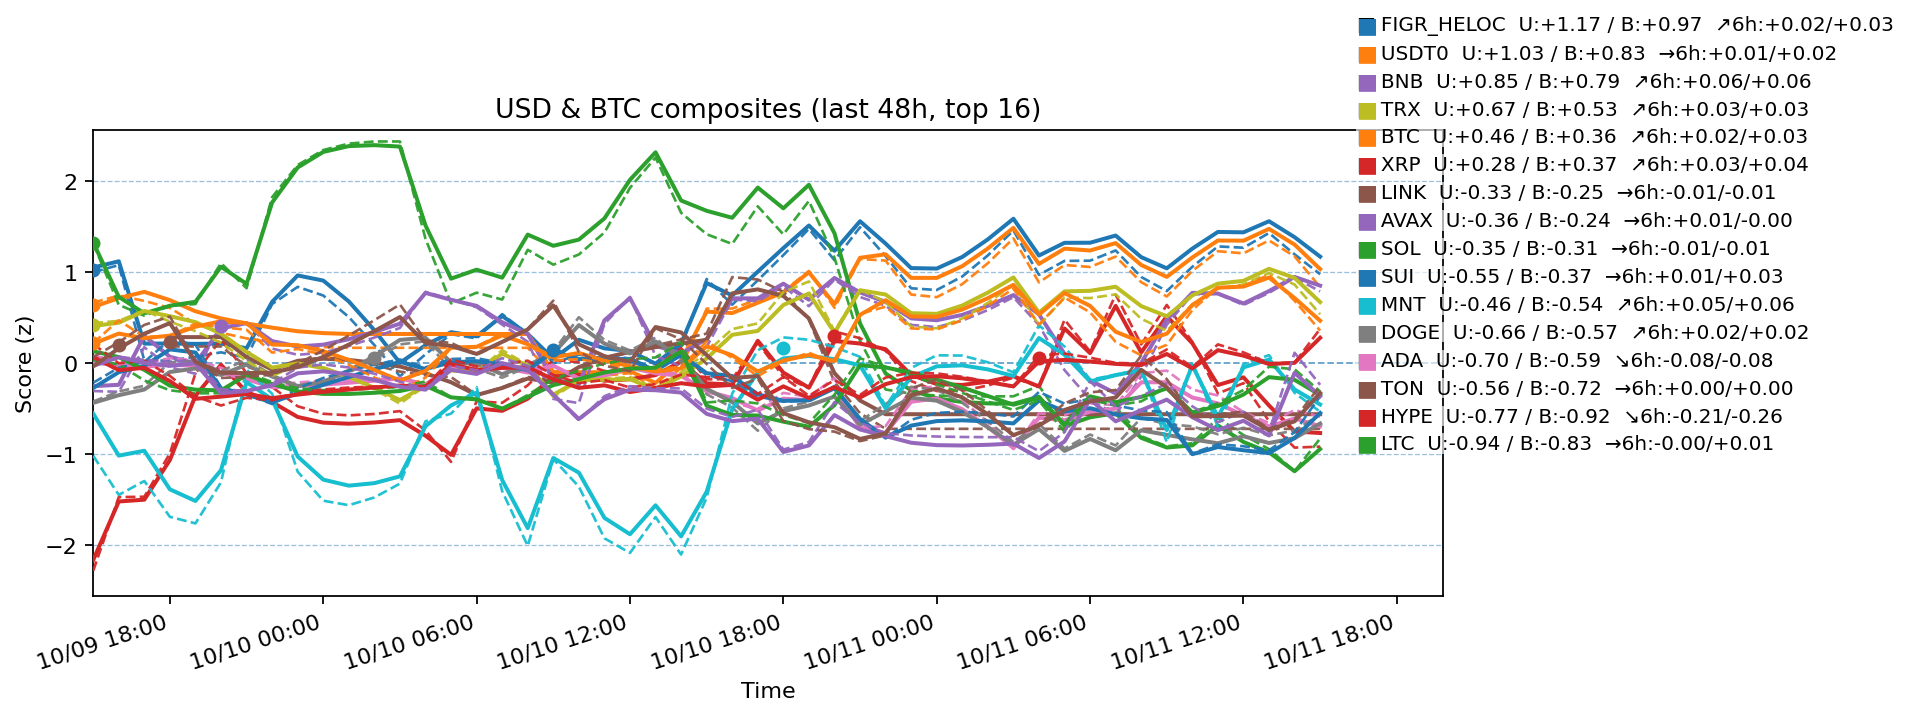 FIGR_HELOC  U:+1.17 / B:+0.97  ↗6h:+0.02/+0.03
USDT0  U:+1.03 / B:+0.83  →6h:+0.01/+0.02
BNB  U:+0.85 / B:+0.79  ↗6h:+0.06/+0.06
TRX  U:+0.67 / B:+0.53  ↗6h:+0.03/+0.03
BTC  U:+0.46 / B:+0.36  ↗6h:+0.02/+0.03
XRP  U:+0.28 / B:+0.37  ↗6h:+0.03/+0.04
LINK  U:-0.33 / B:-0.25  →6h:-0.01/-0.01
AVAX  U:-0.36 / B:-0.24  →6h:+0.01/-0.00
SOL  U:-0.35 / B:-0.31  →6h:-0.01/-0.01
SUI  U:-0.55 / B:-0.37  →6h:+0.01/+0.03
MNT  U:-0.46 / B:-0.54  ↗6h:+0.05/+0.06
DOGE  U:-0.66 / B:-0.57  ↗6h:+0.02/+0.02
ADA  U:-0.70 / B:-0.59  ↘6h:-0.08/-0.08
TON  U:-0.56 / B:-0.72  →6h:+0.00/+0.00
HYPE  U:-0.77 / B:-0.92  ↘6h:-0.21/-0.26
LTC  U:-0.94 / B:-0.83  →6h:-0.00/+0.01
USD & BTC composites (last 48h, top 16)
Score (z)
2
1
0
−1
−2
10/09 18:00
10/10 00:00
10/10 06:00
10/10 12:00
10/10 18:00
10/11 00:00
10/11 06:00
10/11 12:00
10/11 18:00
Time